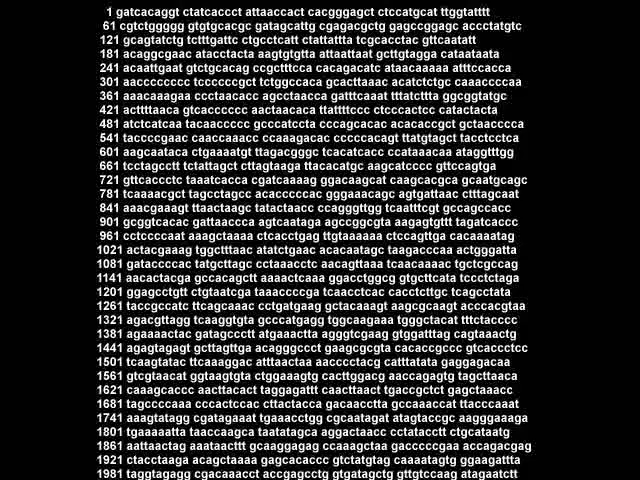 1 gatcacaggt ctatcaccct attaaccact cacgggagct ctccatgcat ttggtatttt
61 cgtctggggg gtgtgcacgc gatagcattg cgagacgctg gagccggagc accctatgtc
121 gcagtatctg tctttgattc ctgcctcatt ctattattta tcgcacctac gttcaatatt
181 acaggcgaac atacctacta aagtgtgtta attaattaat gcttgtagga cataataata
241 acaattgaat gtctgcacag ccgctttcca cacagacatc ataacaaaaa atttccacca
301 aaccccccc tcccccgct tctggccaca gcacttaaac acatctctgc caaaccccaa
361 aaacaaagaa ccctaacacc agcctaacca gatttcaaat tttatctttta ggcggtatgc
421 acttttaaca gtcacccccc aactaacaca ttattttccc ctcccactcc catactacta
481 atctcatcaa tacaacccc gcccatccta cccagcacac acacaccgct gctaacccca
541 taccccgaac caaccaaacc ccaaagacac cccccacagt ttatgtagct tacctcctca
601 aagcaataca ctgaaaatgt ttagacgggc tcacatcacc ccataaacaa ataggtttgg
661 tcctagcctt tctattagct cttagtaaga ttacacatgc aagcatcccc gttccagtga
721 gttcaccctc taaatcacca cgatcaaaag ggacaagcat caagcacgca gcaatgcagc
781 tcaaaacgct tagcctagcc acacccccac gggaaacagc agtgattaac ctttagcaat
841 aaacgaaagt ttaactaagc tatactaacc ccagggttgg tcaatttcgt gccagccacc
901 gcggtcacac gattaaccca agtcaataga agccggcgta aagagtgttt tagatcaccc
961 cctccccaat aaagctaaaa ctcacctgag ttgtaaaaaa ctccagttga cacaaaatag
1021 actacgaaag tggctttaac atatctgaac acacaatagc taagacccaa actgggatta
1081 gataccccac tatgcttagc cctaaacctc aacagttaaa tcaacaaaac tgctcgccag
1141 aacactacga gccacagctt aaaactcaaa ggacctggcg gtgcttcata tccctctaga
1201 ggagcctgtt ctgtaatcga taaaccccga tcaacctcac cacctcttgc tcagcctata
1261 taccgccatc ttcagcaaac cctgatgaag gctacaaagt aagcgcaagt acccacgtaa
1321 agacgttagg tcaaggtgta gcccatgagg tggcaagaaa tgggctacat tttctacccc
1381 agaaaactac gatagccctt atgaaactta agggtcgaag gtggatttag cagtaaactg
1441 agagtagagt gcttagttga acagggccct gaagcgcgta cacaccgccc gtcaccctcc
1501 tcaagtatac ttcaaaggac atttaactaa aacccctacg catttatata gaggagacaa
1561 gtcgtaacat ggtaagtgta ctggaaagtg cacttggacg aaccagagtg tagcttaaca
1621 caaagcaccc aacttacact taggagattt caacttaact tgaccgctct gagctaaacc
1681 tagccccaaa cccactccac cttactacca gacaacctta gccaaaccat ttacccaaat
1741 aaagtatagg cgatagaaat tgaaacctgg cgcaatagat atagtaccgc aagggaaaga
1801 tgaaaaatta taaccaagca taatatagca aggactaacc cctatacctt ctgcataatg
1861 aattaactag aaataacttt gcaaggagag ccaaagctaa gacccccgaa accagacgag
1921 ctacctaaga acagctaaaa gagcacaccc gtctatgtag caaaatagtg ggaagattta
1981 taggtagagg cgacaaacct accgagcctg gtgatagctg gttgtccaag atagaatctt